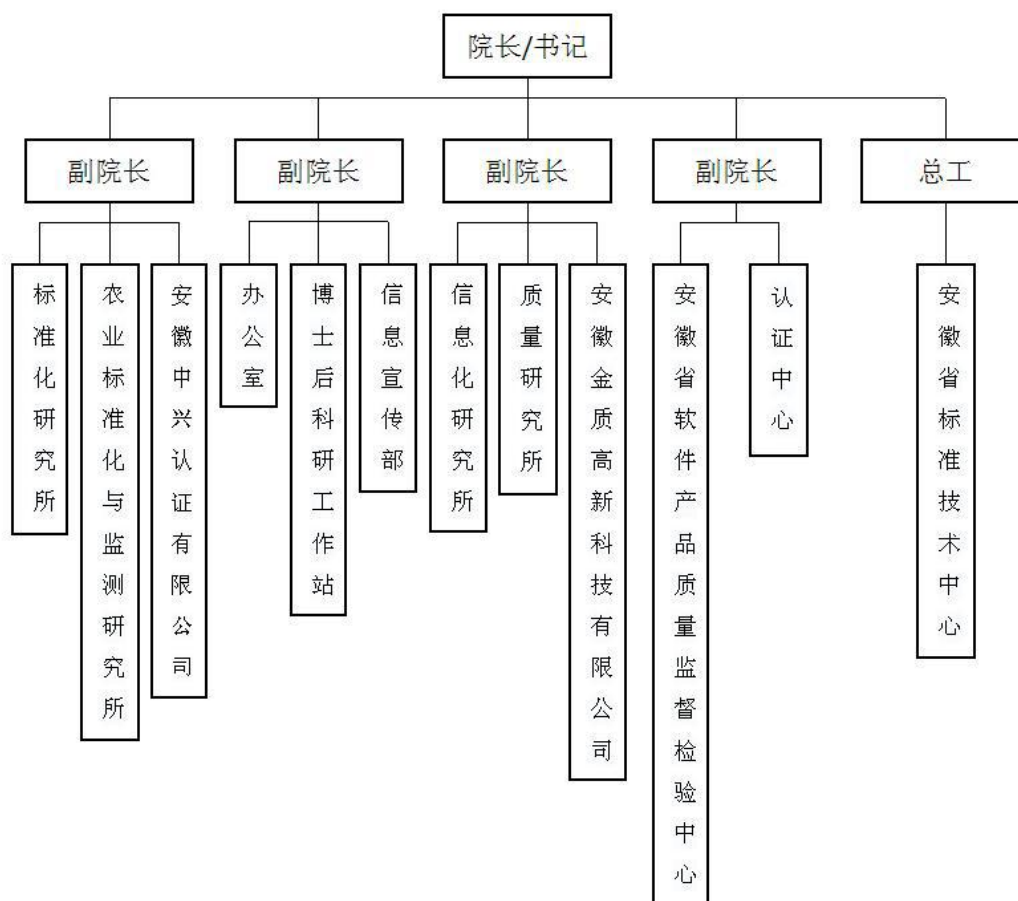 院长/书记
副院长
副院长
副院长
副院长
总工
标准化研究所
农业标准化与监测研究所
安徽中兴认证有限公司
办公室
博士后科研工作站
信息宣传部
信息化研究所
质量研究所
安徽金质高新科技有限公司
安徽省软件产品质量监督检验中心
认证中心
安徽省标准技术中心